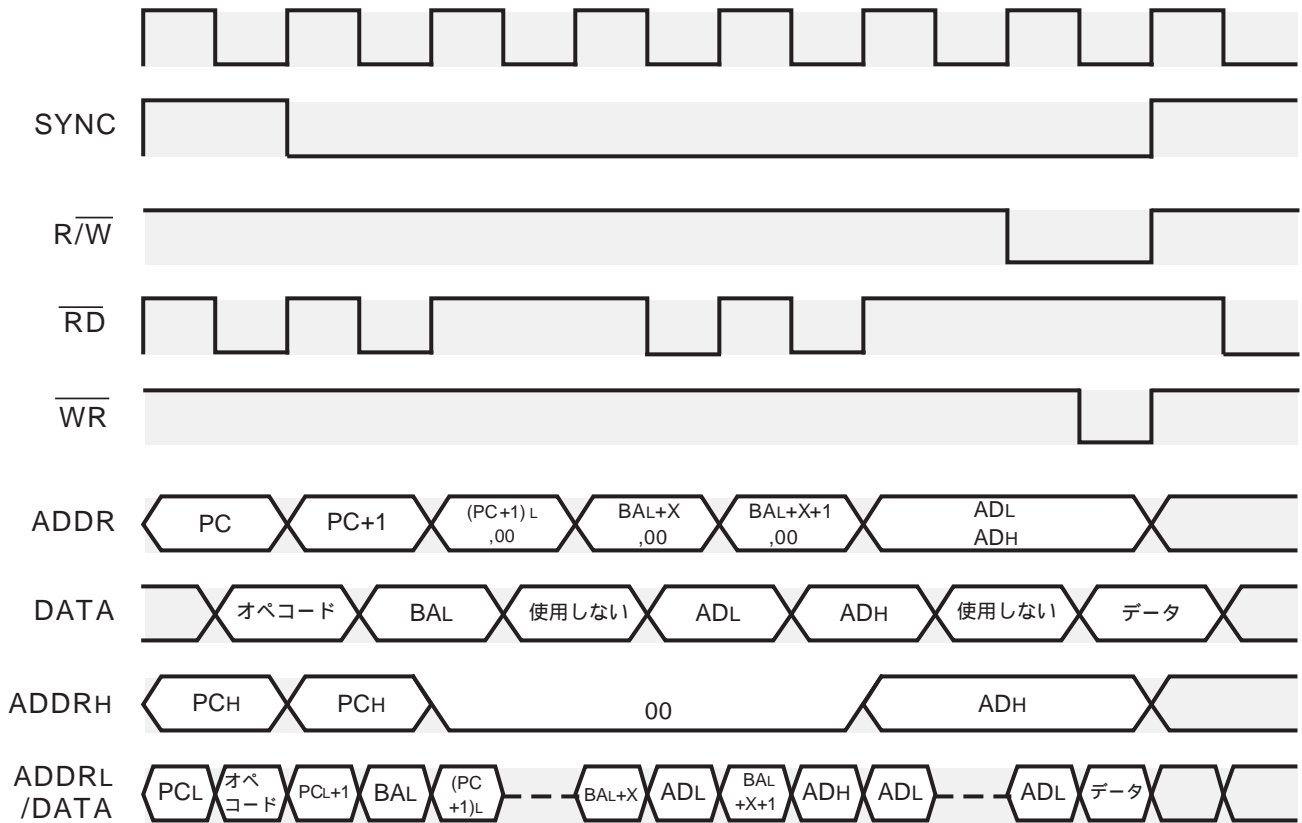 SYNC
R/W
RD
WR
ADDR
PC
PC+1
(PC+1) L
,00
BAL+X
,00
BAL+X+1
,00
ADL
ADH
DATA
オペコード
BAL
使用しない
ADL
ADH
使用しない
データ
ADDRH
PCH
PCH
00
ADH
ADDRL
/DATA
PCL
オペ
コード
PCL+1
BAL
(PC
+1)L
BAL+X
ADL
BAL
+X+1
ADH
ADL
ADL
データ